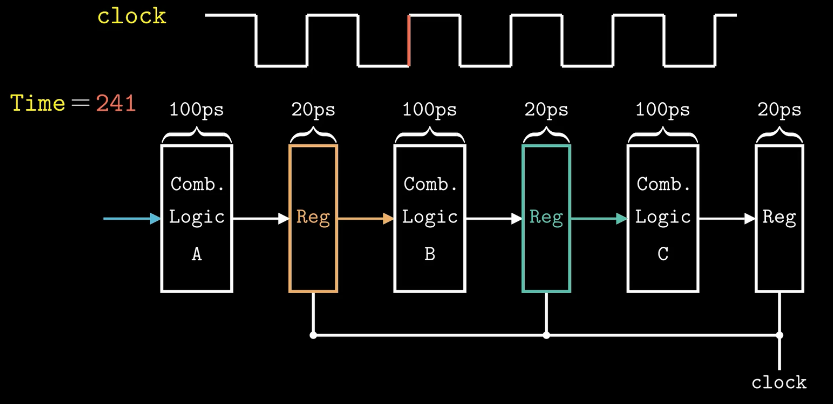 clock
Time = 241
100ps 20ps 100ps 20ps 100ps 20ps
Comb. Logic A
Reg
Comb. Logic B
Reg
Comb. Logic C
Reg
clock